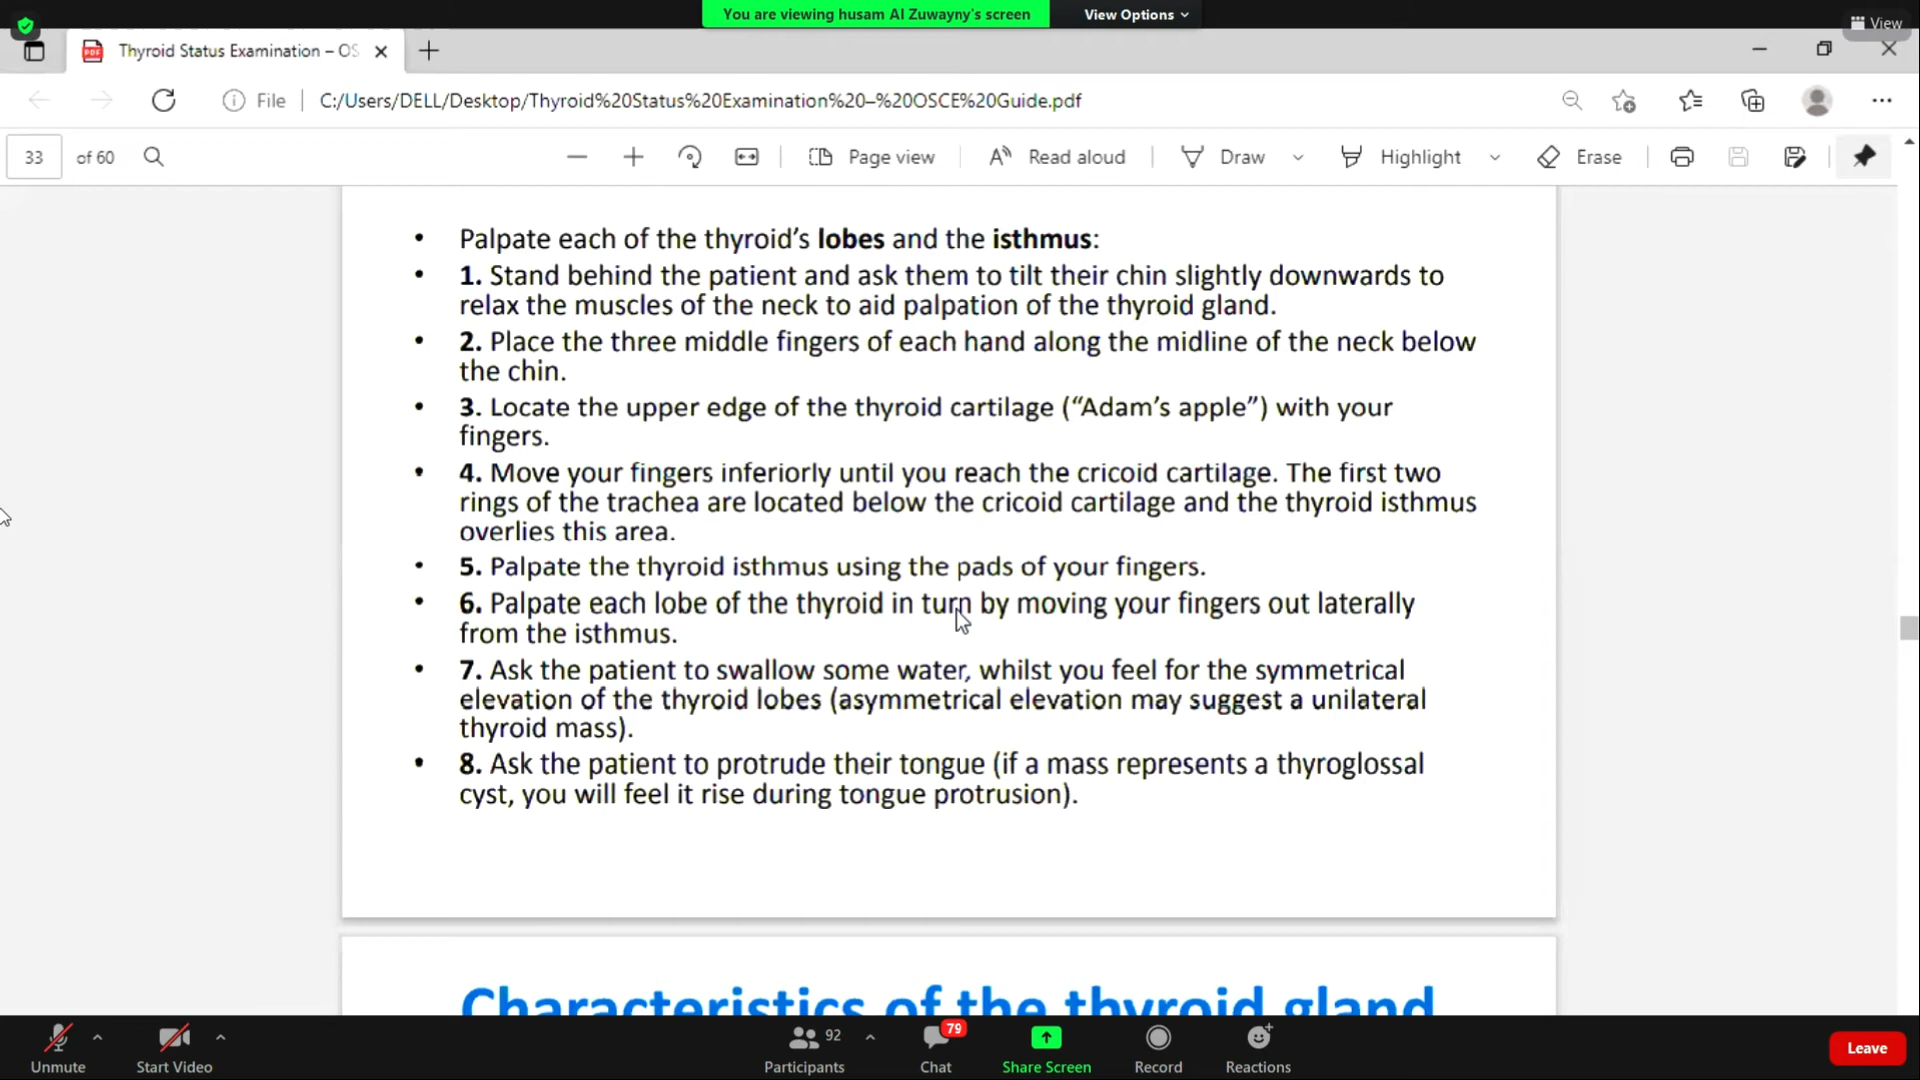 You are viewing husam Al Zuwayny's screen
View Options
View
Thyroid Status Examination – OS
File
C:/Users/DELL/Desktop/Thyroid%20Status%20Examination%20–%20OSCE%20Guide.pdf
33 of 60
Page view
Read aloud
Draw
Highlight
Erase
• Palpate each of the thyroid's lobes and the isthmus:
• 1. Stand behind the patient and ask them to tilt their chin slightly downwards to
relax the muscles of the neck to aid palpation of the thyroid gland.
• 2. Place the three middle fingers of each hand along the midline of the neck below
the chin.
• 3. Locate the upper edge of the thyroid cartilage (“Adam's apple”) with your
fingers.
• 4. Move your fingers inferiorly until you reach the cricoid cartilage. The first two
rings of the trachea are located below the cricoid cartilage and the thyroid isthmus
overlies this area.
• 5. Palpate the thyroid isthmus using the pads of your fingers.
• 6. Palpate each lobe of the thyroid in turn by moving your fingers out laterally
from the isthmus.
• 7. Ask the patient to swallow some water, whilst you feel for the symmetrical
elevation of the thyroid lobes (asymmetrical elevation may suggest a unilateral
thyroid mass).
• 8. Ask the patient to protrude their tongue (if a mass represents a thyroglossal
cyst, you will feel it rise during tongue protrusion).
Characteristics of the thyroid gland
92
79
Unmute
Start Video
Participants
Chat
Share Screen
Record
Reactions
Leave